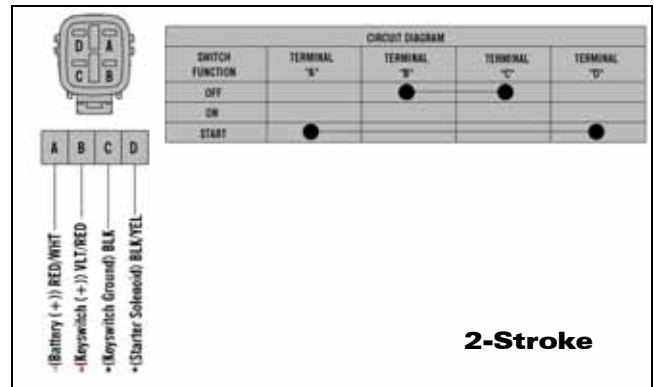 D A
C B
CIRCUIT DIAGRAM
SWITCH FUNCTION TERMINAL "A" TERMINAL "B" TERMINAL "C" TERMINAL "D"
OFF
ON
START
A B C D
-(Battery (+)) RED/WHT
•(Keyswitch (+)) VLT/RED
•(Keyswitch Ground) BLK
•(Starter Solenoid) BLK/YEL
2-Stroke